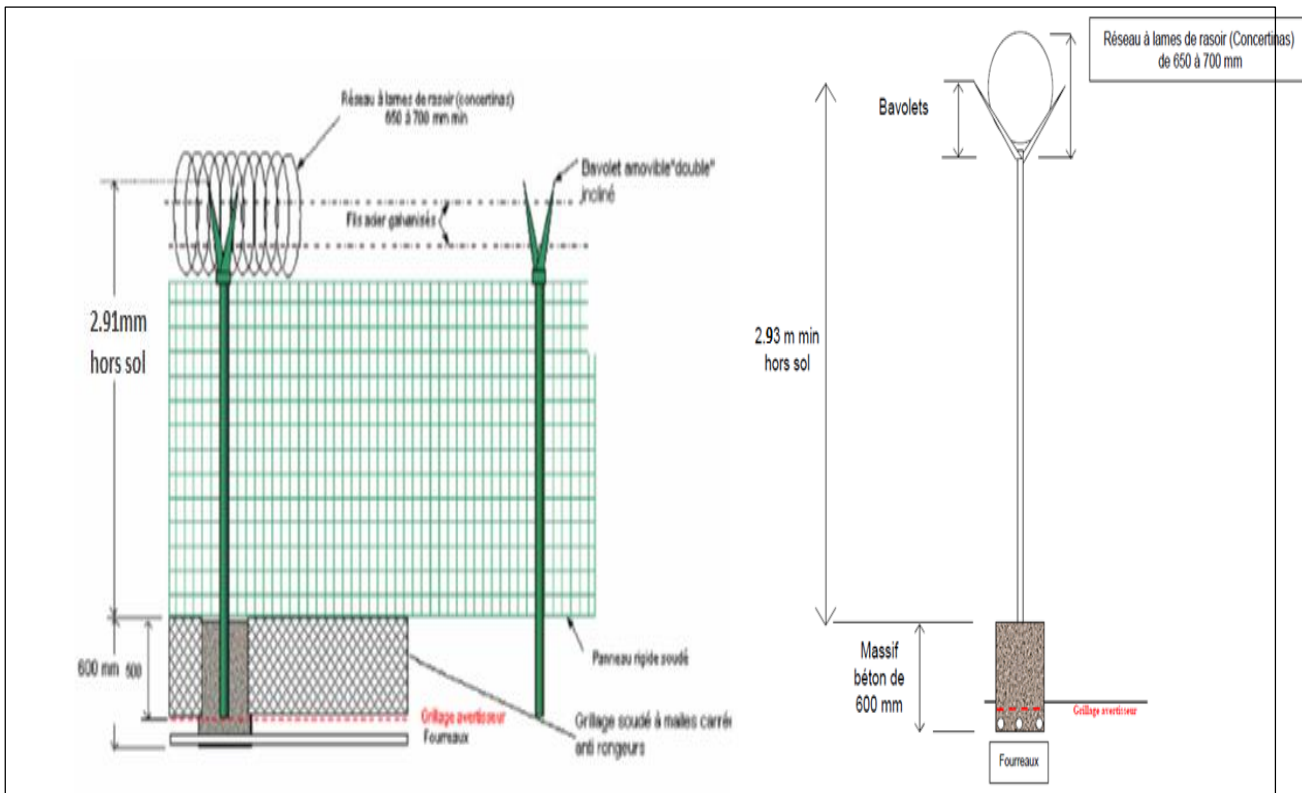 Réseau à lames de rasoir (concertinas)
650 à 700 mm min
Bavolet amovible"double"
incliné
Fils acier galvanisés
2.91mm
hors sol
600 mm
500
Panneau rigide soudé
Grillage avertisseur
Fourreaux
Grillage soudé à mailes carré
anti rongeurs
Réseau à lames de rasoir (Concertinas)
de 650 à 700 mm
Bavolets
2.93 m min
hors sol
Massif
béton de
600 mm
Grillage avertisseur
Fourreaux